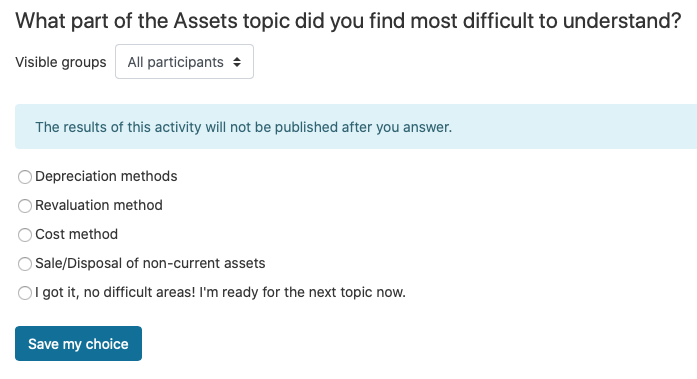 What part of the Assets topic did you find most difficult to understand?
Visible groups All participants
The results of this activity will not be published after you answer.
Depreciation methods
Revaluation method
Cost method
Sale/Disposal of non-current assets
I got it, no difficult areas! I'm ready for the next topic now.
Save my choice